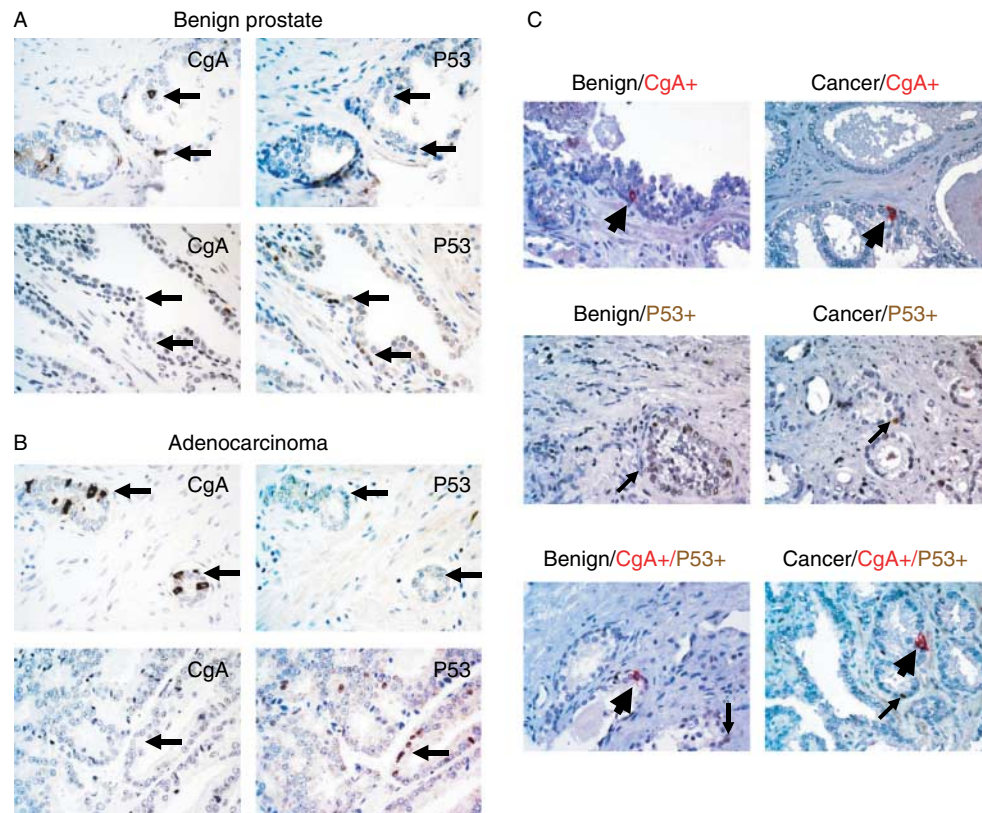 A
Benign prostate
CgA
P53
CgA
P53
B
Adenocarcinoma
CgA
P53
CgA
P53
C
Benign/CgA+
Cancer/CgA+
Benign/P53+
Cancer/P53+
Benign/CgA+/P53+
Cancer/CgA+/P53+